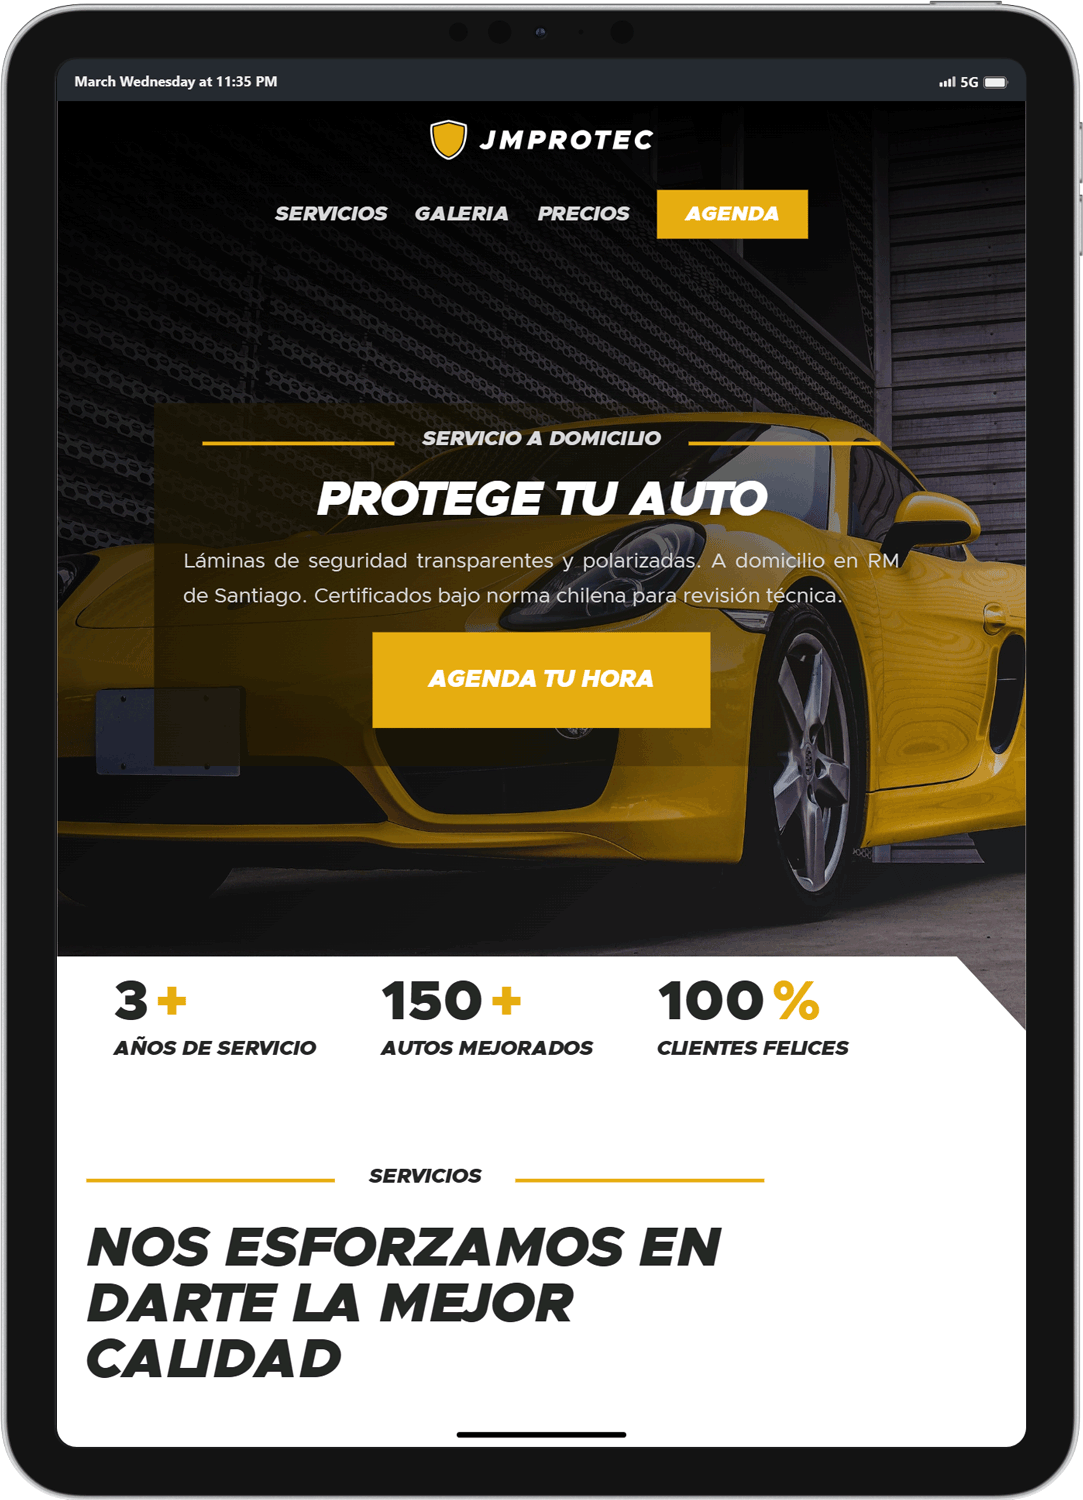 March Wednesday at 11:35 PM
5G
JMPROTEC
SERVICIOS GALERIA PRECIOS AGENDA
SERVICIO A DOMICILIO
PROTEGE TU AUTO
Láminas de seguridad transparentes y polarizadas. A domicilio en RM
de Santiago. Certificados bajo norma chilena para revisión técnica.
AGENDA TU HORA
3+ 150+ 100%
AÑOS DE SERVICIO AUTOS MEJORADOS CLIENTES FELICES
SERVICIOS
NOS ESFORZAMOS EN
DARTE LA MEJOR
CALIDAD